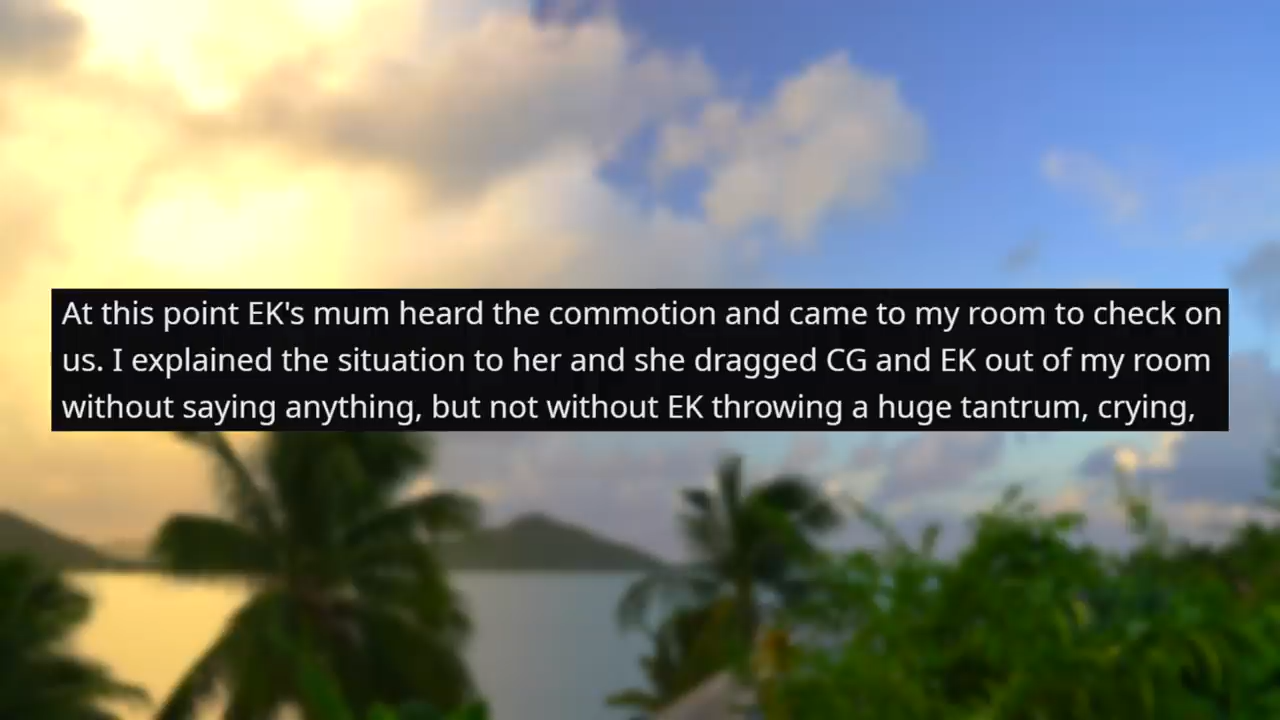 At this point EK's mum heard the commotion and came to my room to check on
us. I explained the situation to her and she dragged CG and EK out of my room
without saying anything, but not without EK throwing a huge tantrum, crying,